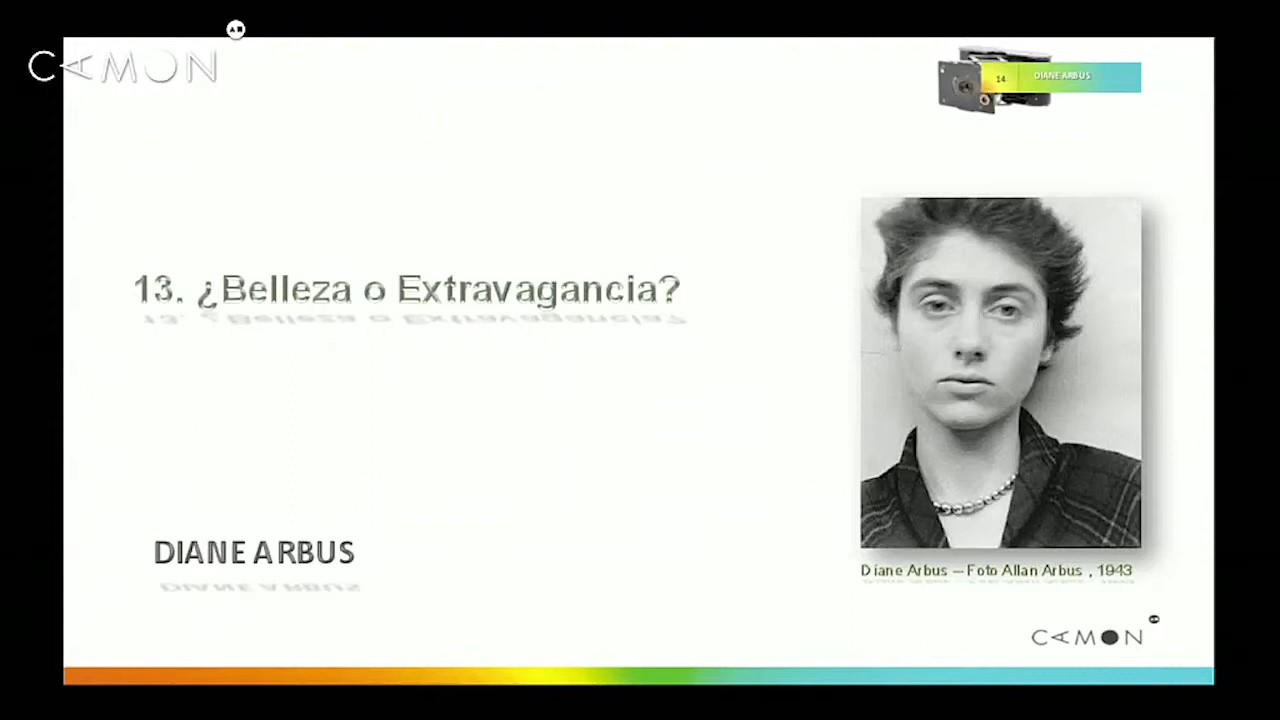 CAMON
14 DIANE ARBUS
13. ¿Belleza o Extravagancia?
DIANE ARBUS
Diane Arbus – Foto Allan Arbus , 1943
CAMON